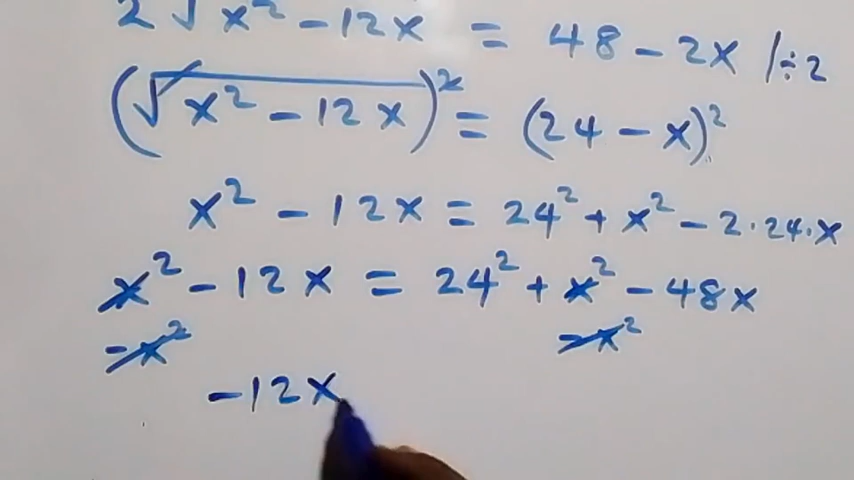 2√x² - 12x = 48 - 2x /÷2
(√x² - 12x)² = (24 - x)²
x² - 12x = 24² + x² - 2·24·x
x² - 12x = 24² + x² - 48x
-x² -x²
-12x